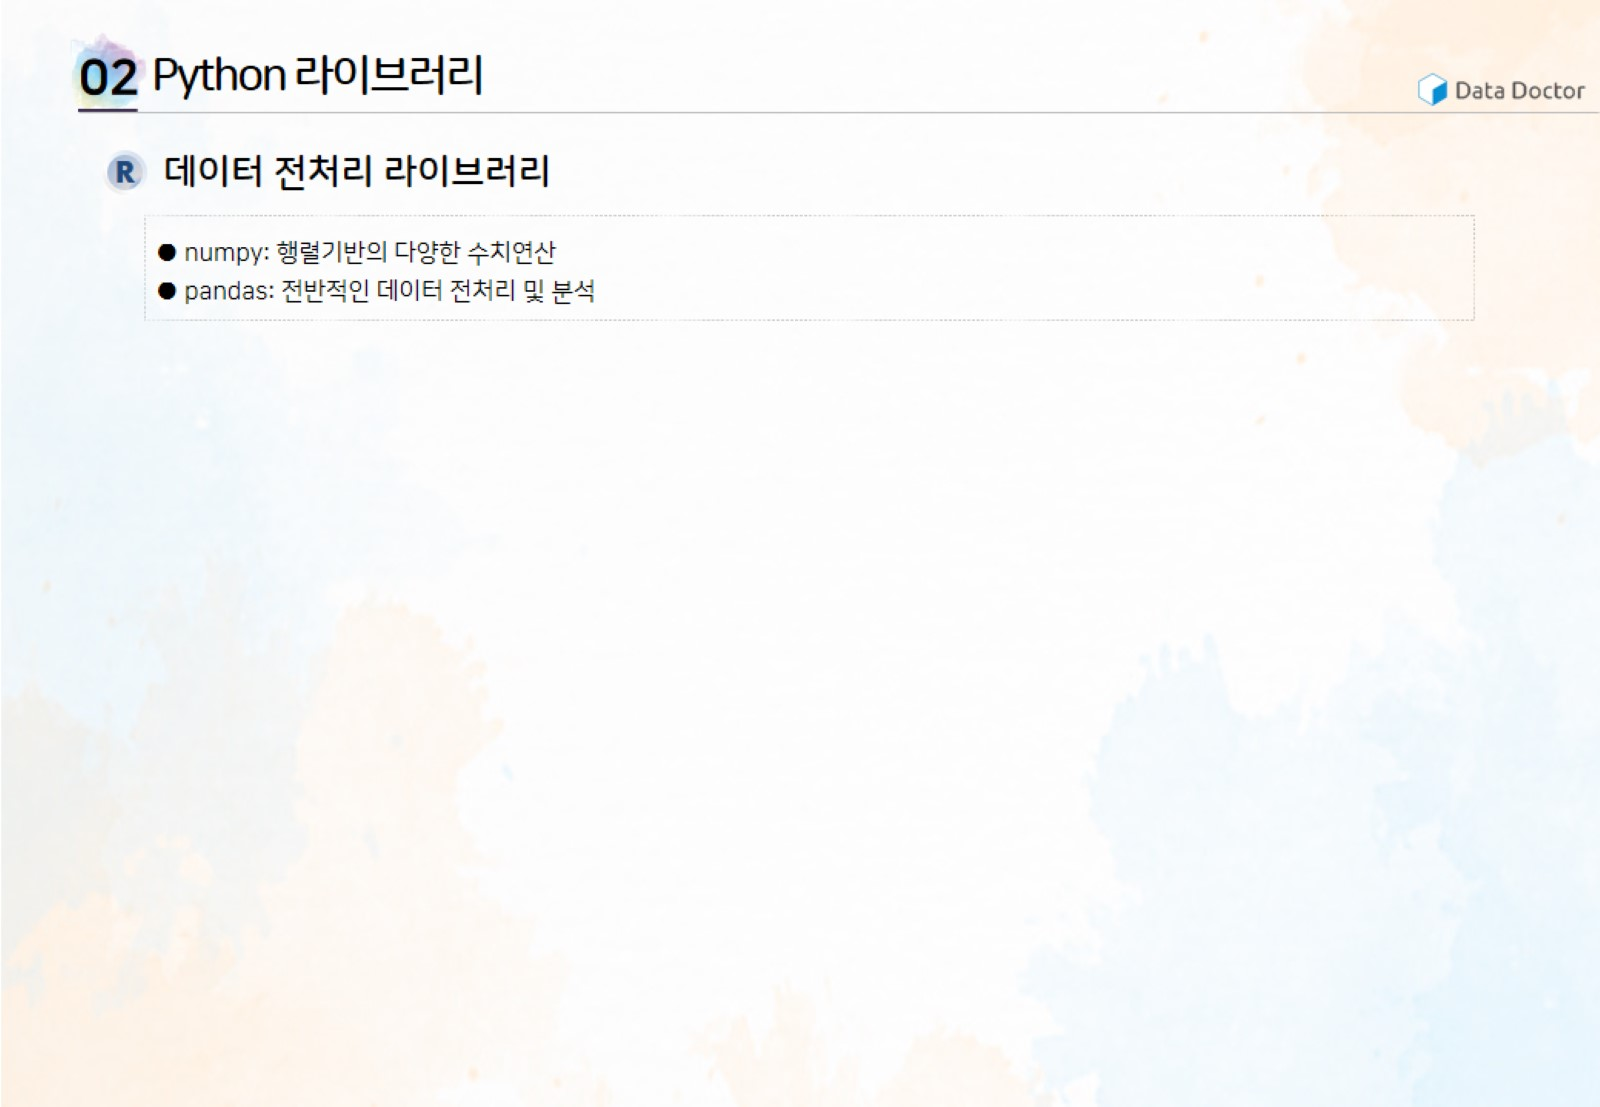 02 Python 라이브러리
Data Doctor
R 데이터 전처리 라이브러리
● numpy: 행렬기반의 다양한 수치연산
● pandas: 전반적인 데이터 전처리 및 분석